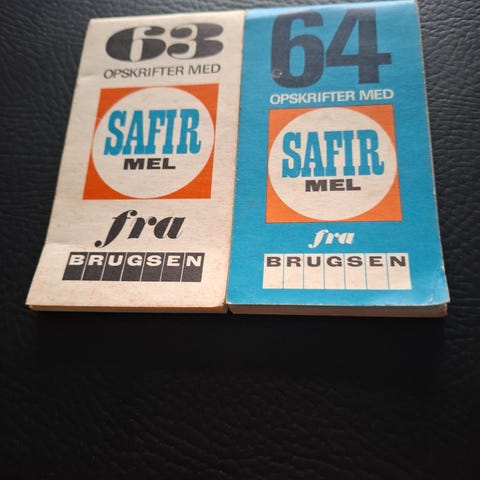 63
OPSKRIFTER MED
SAFIR
MEL
fra
BRUGSEN
64
OPSKRIFTER MED
SAFIR
MEL
fra
BRUGSEN